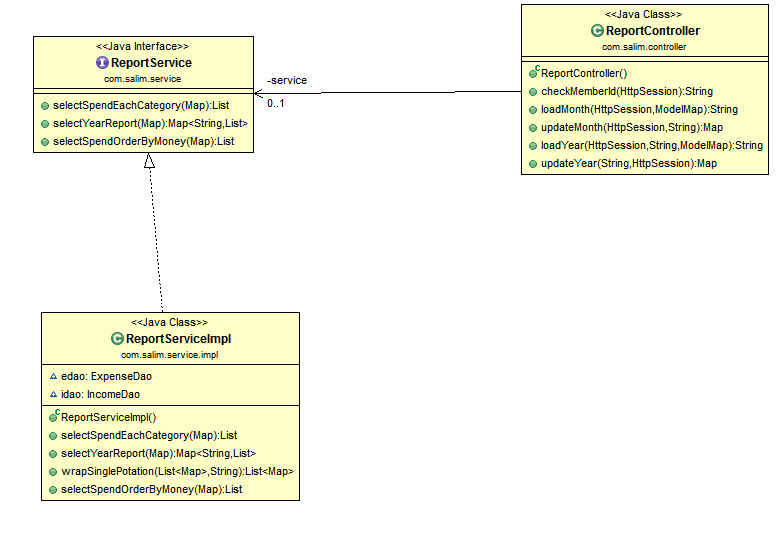 <<Java Interface>>
ReportService
com.salim.service
selectSpendEachCategory(Map):List
selectYearReport(Map):Map<String,List>
selectSpendOrderByMoney(Map):List
-service
0..1
<<Java Class>>
ReportController
com.salim.controller
ReportController()
checkMemberId(HttpSession):String
loadMonth(HttpSession,ModelMap):String
updateMonth(HttpSession,String):Map
loadYear(HttpSession,String,ModelMap):String
updateYear(String,HttpSession):Map
<<Java Class>>
ReportServiceImpl
com.salim.service.impl
edao: ExpenseDao
idao: IncomeDao
ReportServiceImpl()
selectSpendEachCategory(Map):List
selectYearReport(Map):Map<String,List>
wrapSinglePotation(List<Map>,String):List<Map>
selectSpendOrderByMoney(Map):List